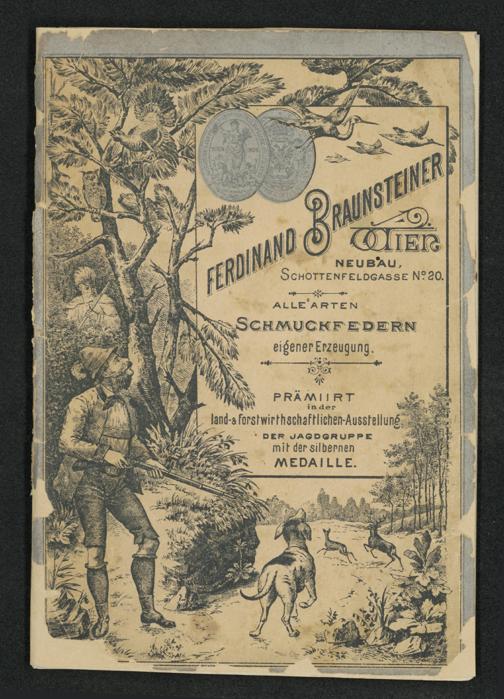 FERDINAND BRAUNSTEINER
WIEN
NEUBAU,
SCHOTTENFELDGASSE No 20.
ALLE ARTEN
SCHMUCKFEDERN
eigener Erzeugung.
PRÄMIIRT
in der
land- & forstwirthschaftlichen-Ausstellung
DER JAGDGRUPPE
mit der silbernen
MEDAILLE.